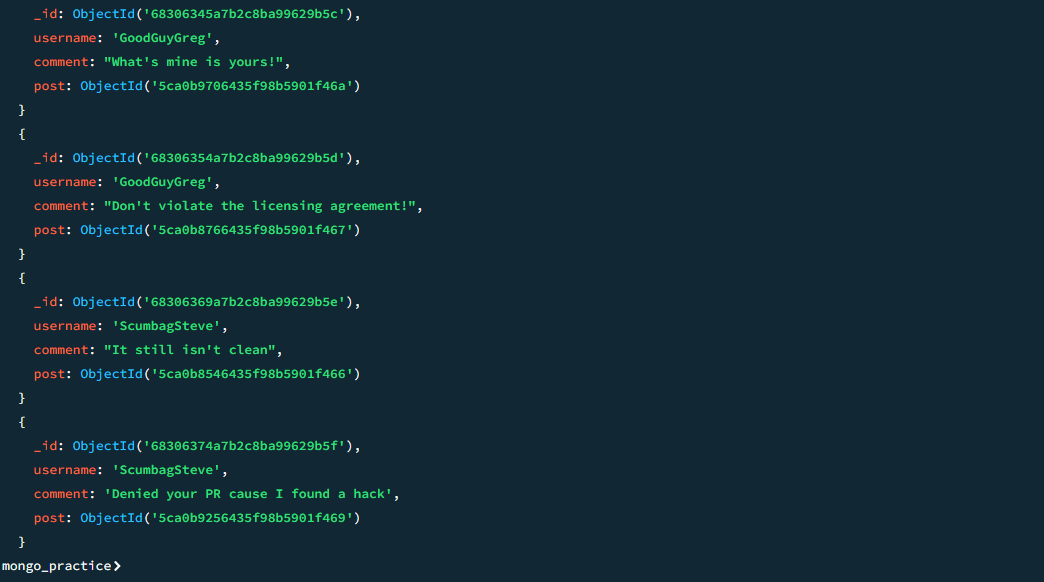 _id: ObjectId('68306345a7b2c8ba99629b5c'),
username: 'GoodGuyGreg',
comment: "What's mine is yours!",
post: ObjectId('5ca0b9706435f98b5901f46a')
}
{
_id: ObjectId('68306354a7b2c8ba99629b5d'),
username: 'GoodGuyGreg',
comment: "Don't violate the licensing agreement!",
post: ObjectId('5ca0b8766435f98b5901f467')
}
{
_id: ObjectId('68306369a7b2c8ba99629b5e'),
username: 'ScumbagSteve',
comment: "It still isn't clean",
post: ObjectId('5ca0b8546435f98b5901f466')
}
{
_id: ObjectId('68306374a7b2c8ba99629b5f'),
username: 'ScumbagSteve',
comment: 'Denied your PR cause I found a hack',
post: ObjectId('5ca0b9256435f98b5901f469')
}
mongo_practice>